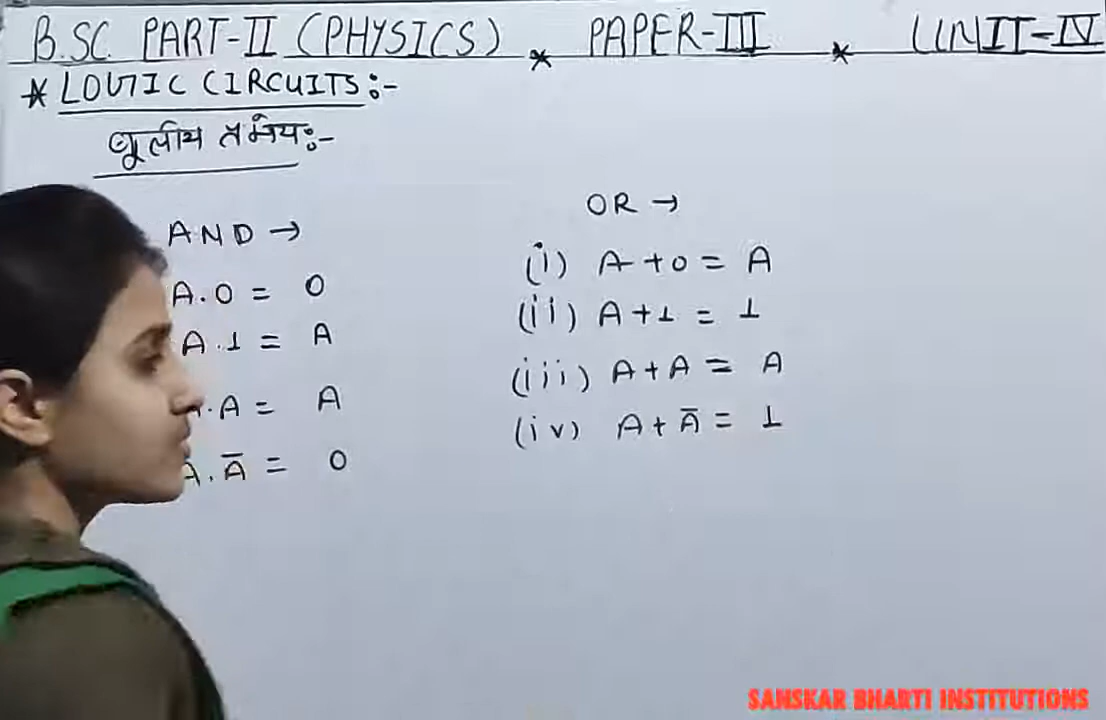 B.SC PART-II (PHYSICS) * PAPER-III * UNIT-IV
* LOGIC CIRCUITS:-
AND →
A.0 = 0
A.1 = A
.A = A
A.Ā = 0
OR →
(i) A+0 = A
(ii) A+1 = 1
(iii) A+A = A
(iv) A+Ā = 1
SANSKAR BHARTI INSTITUTIONS